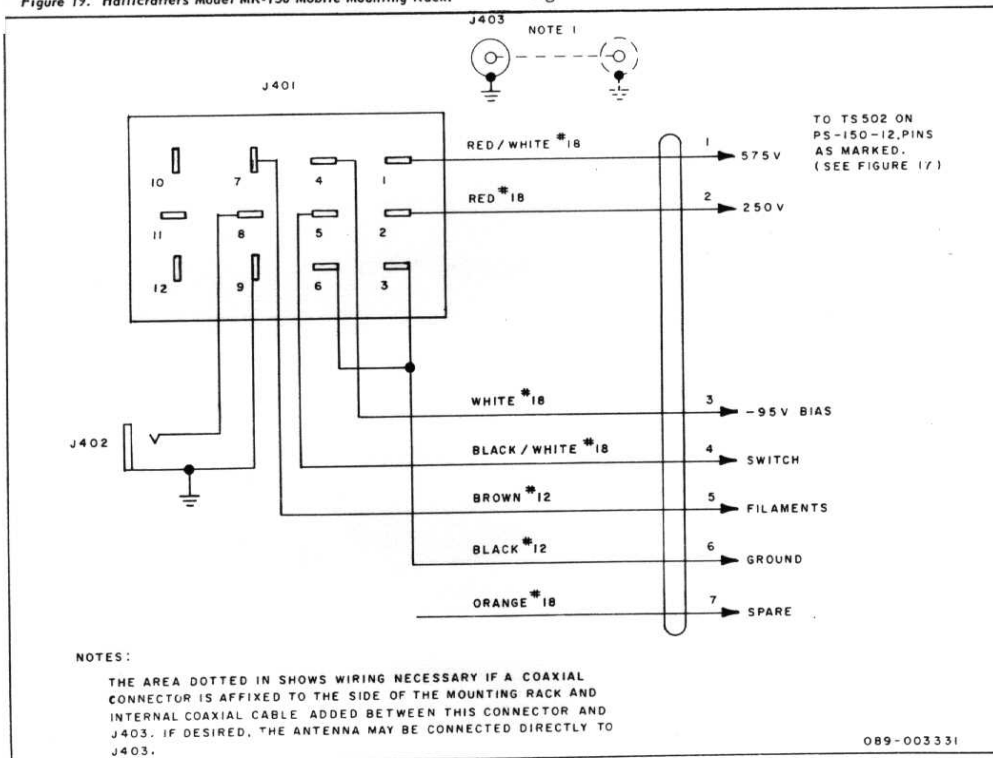 Figure 19. Hallicrafters Model MR-150 Mobile Mounting Rack.
J403
NOTE 1
J401
10
7
4
1
11
8
5
2
12
9
6
3
RED/WHITE #18
1
575V
TO TS502 ON
PS-150-12, PINS
AS MARKED.
(SEE FIGURE 17)
RED #18
2
250V
WHITE #18
3
-95V BIAS
J402
BLACK/WHITE #18
4
SWITCH
BROWN #12
5
FILAMENTS
BLACK #12
6
GROUND
ORANGE #18
7
SPARE
NOTES:
THE AREA DOTTED IN SHOWS WIRING NECESSARY IF A COAXIAL
CONNECTOR IS AFFIXED TO THE SIDE OF THE MOUNTING RACK AND
INTERNAL COAXIAL CABLE ADDED BETWEEN THIS CONNECTOR AND
J403. IF DESIRED, THE ANTENNA MAY BE CONNECTED DIRECTLY TO
J403.
089-003331